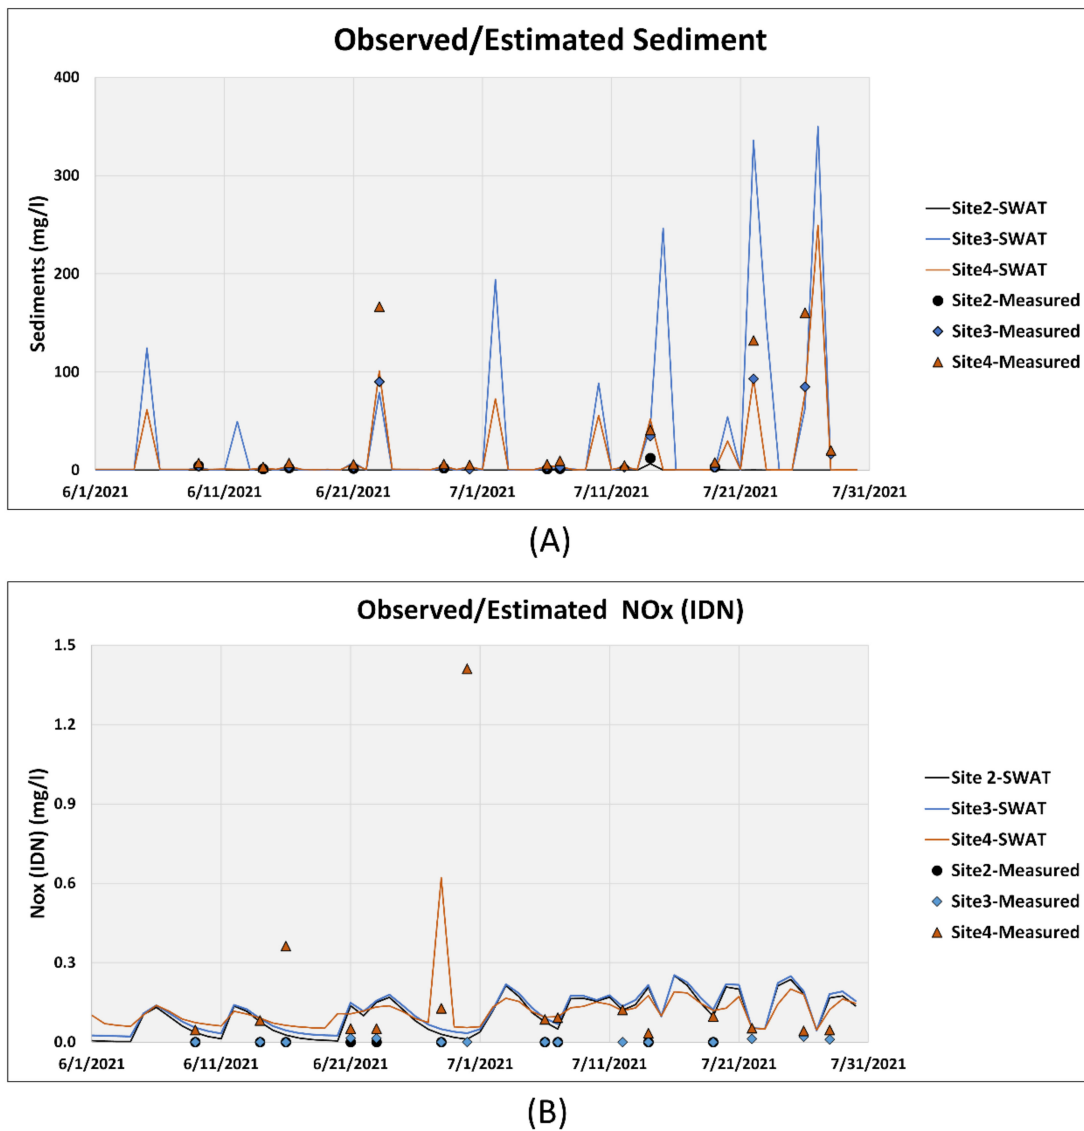 Observed/Estimated Sediment
400
300
200
100
0
Sediments (mg/l)
6/1/2021 6/11/2021 6/21/2021 7/1/2021 7/11/2021 7/21/2021 7/31/2021
Site2-SWAT
Site3-SWAT
Site4-SWAT
Site2-Measured
Site3-Measured
Site4-Measured
(A)
Observed/Estimated NOx (IDN)
1.5
1.2
0.9
0.6
0.3
0.0
Nox (IDN) (mg/l)
6/1/2021 6/11/2021 6/21/2021 7/1/2021 7/11/2021 7/21/2021 7/31/2021
Site 2-SWAT
Site3-SWAT
Site4-SWAT
Site2-Measured
Site3-Measured
Site4-Measured
(B)